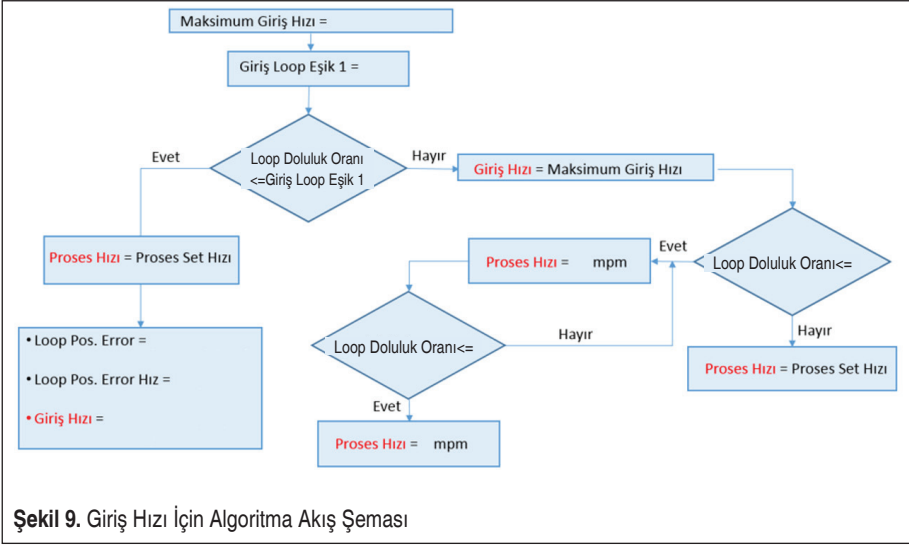 Maksimum Giriş Hızı =
Giriş Loop Eşik 1 =
Loop Doluluk Oranı
<=Giriş Loop Eşik 1
Evet
Hayır
Giriş Hızı = Maksimum Giriş Hızı
Proses Hızı = Proses Set Hızı
Proses Hızı = mpm
Evet
Loop Doluluk Oranı<=
Loop Doluluk Oranı<=
Hayır
Hayır
• Loop Pos. Error =
• Loop Pos. Error Hız =
• Giriş Hızı =
Proses Hızı = Proses Set Hızı
Evet
Proses Hızı = mpm
Şekil 9. Giriş Hızı İçin Algoritma Akış Şeması